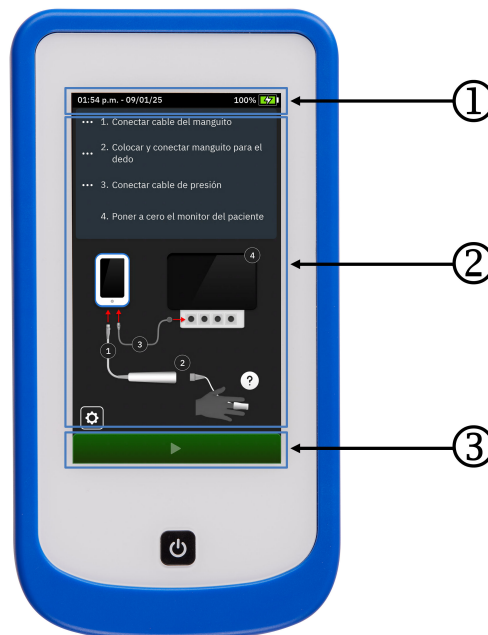 01:54 p.m. - 09/01/25 100%
1. Conectar cable del manguito
2. Colocar y conectar manguito para el
dedo
3. Conectar cable de presión
4. Poner a cero el monitor del paciente
4
1
3
2
?
1
2
3